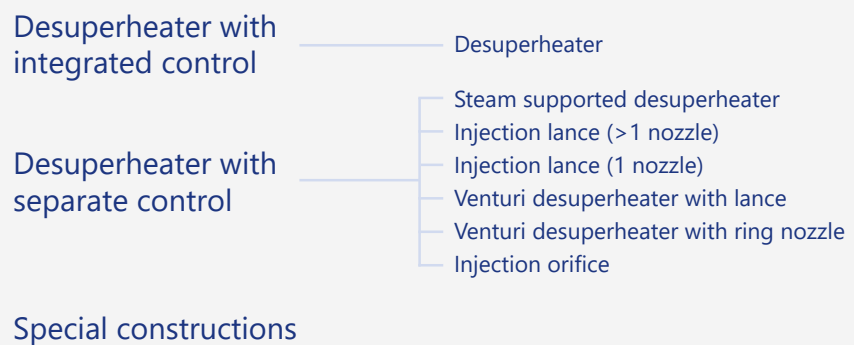 Desuperheater with
integrated control
Desuperheater
Desuperheater with
separate control
Steam supported desuperheater
Injection lance (>1 nozzle)
Injection lance (1 nozzle)
Venturi desuperheater with lance
Venturi desuperheater with ring nozzle
Injection orifice
Special constructions